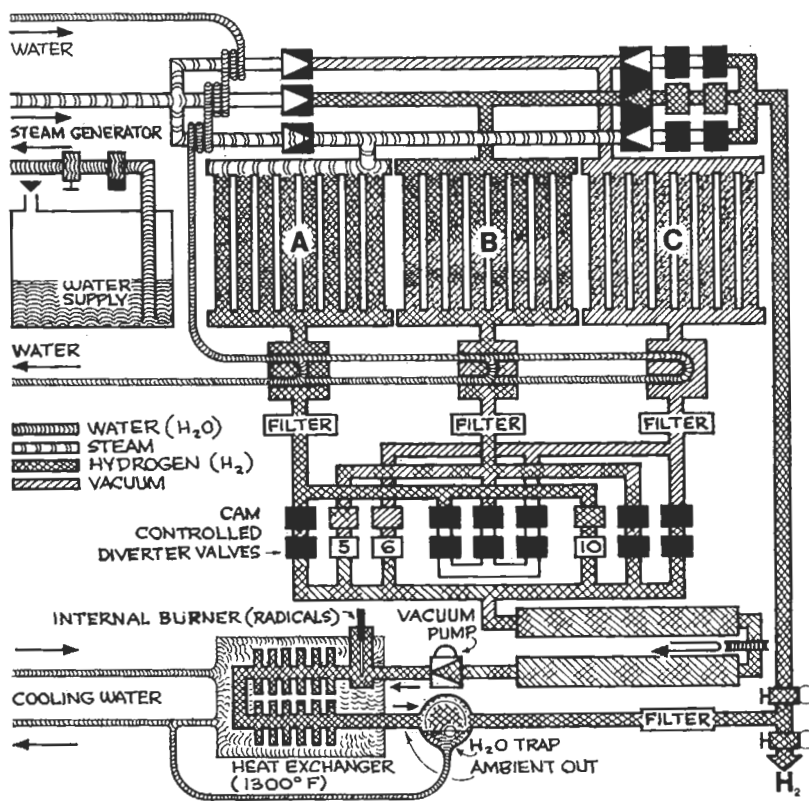 WATER
STEAM GENERATOR
WATER
SUPPLY
A
B
C
WATER
WATER (H₂O)
STEAM
HYDROGEN (H₂)
VACUUM
FILTER
FILTER
FILTER
CAM
CONTROLLED
DIVERTER VALVES
5
6
10
INTERNAL BURNER (RADICALS)
VACUUM
PUMP
COOLING WATER
FILTER
H₂O TRAP
AMBIENT OUT
HEAT EXCHANGER
(1300° F)
H₂